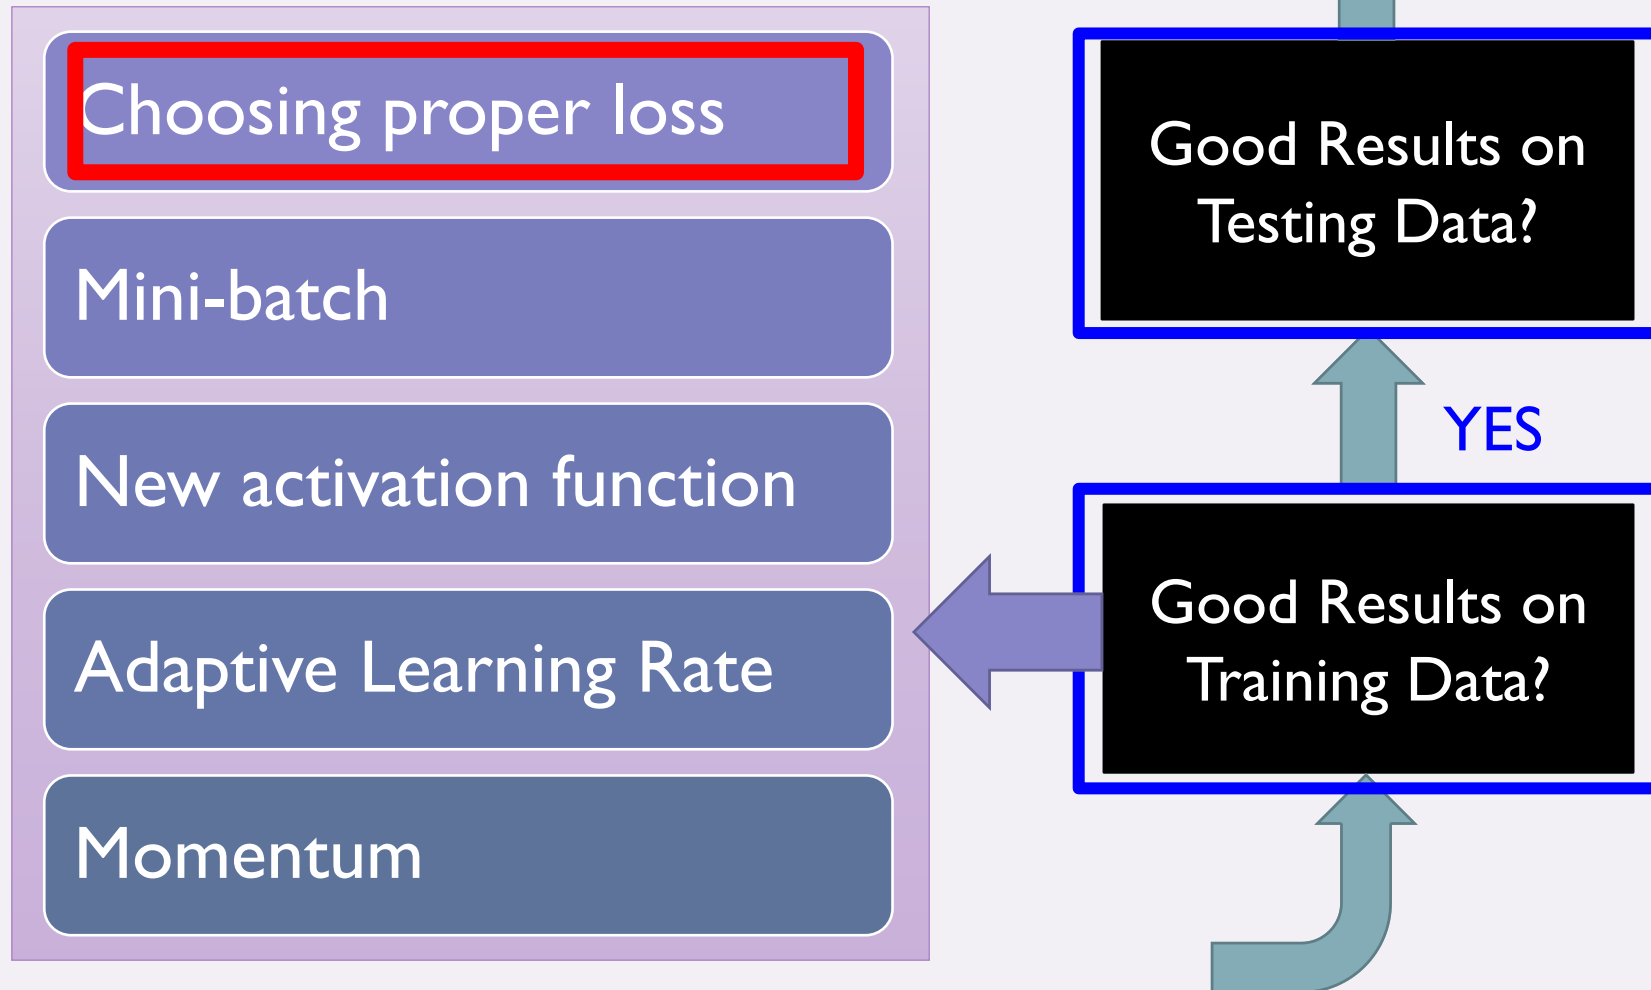 Choosing proper loss
Mini-batch
New activation function
Adaptive Learning Rate
Momentum
Good Results on
Testing Data?
YES
Good Results on
Training Data?